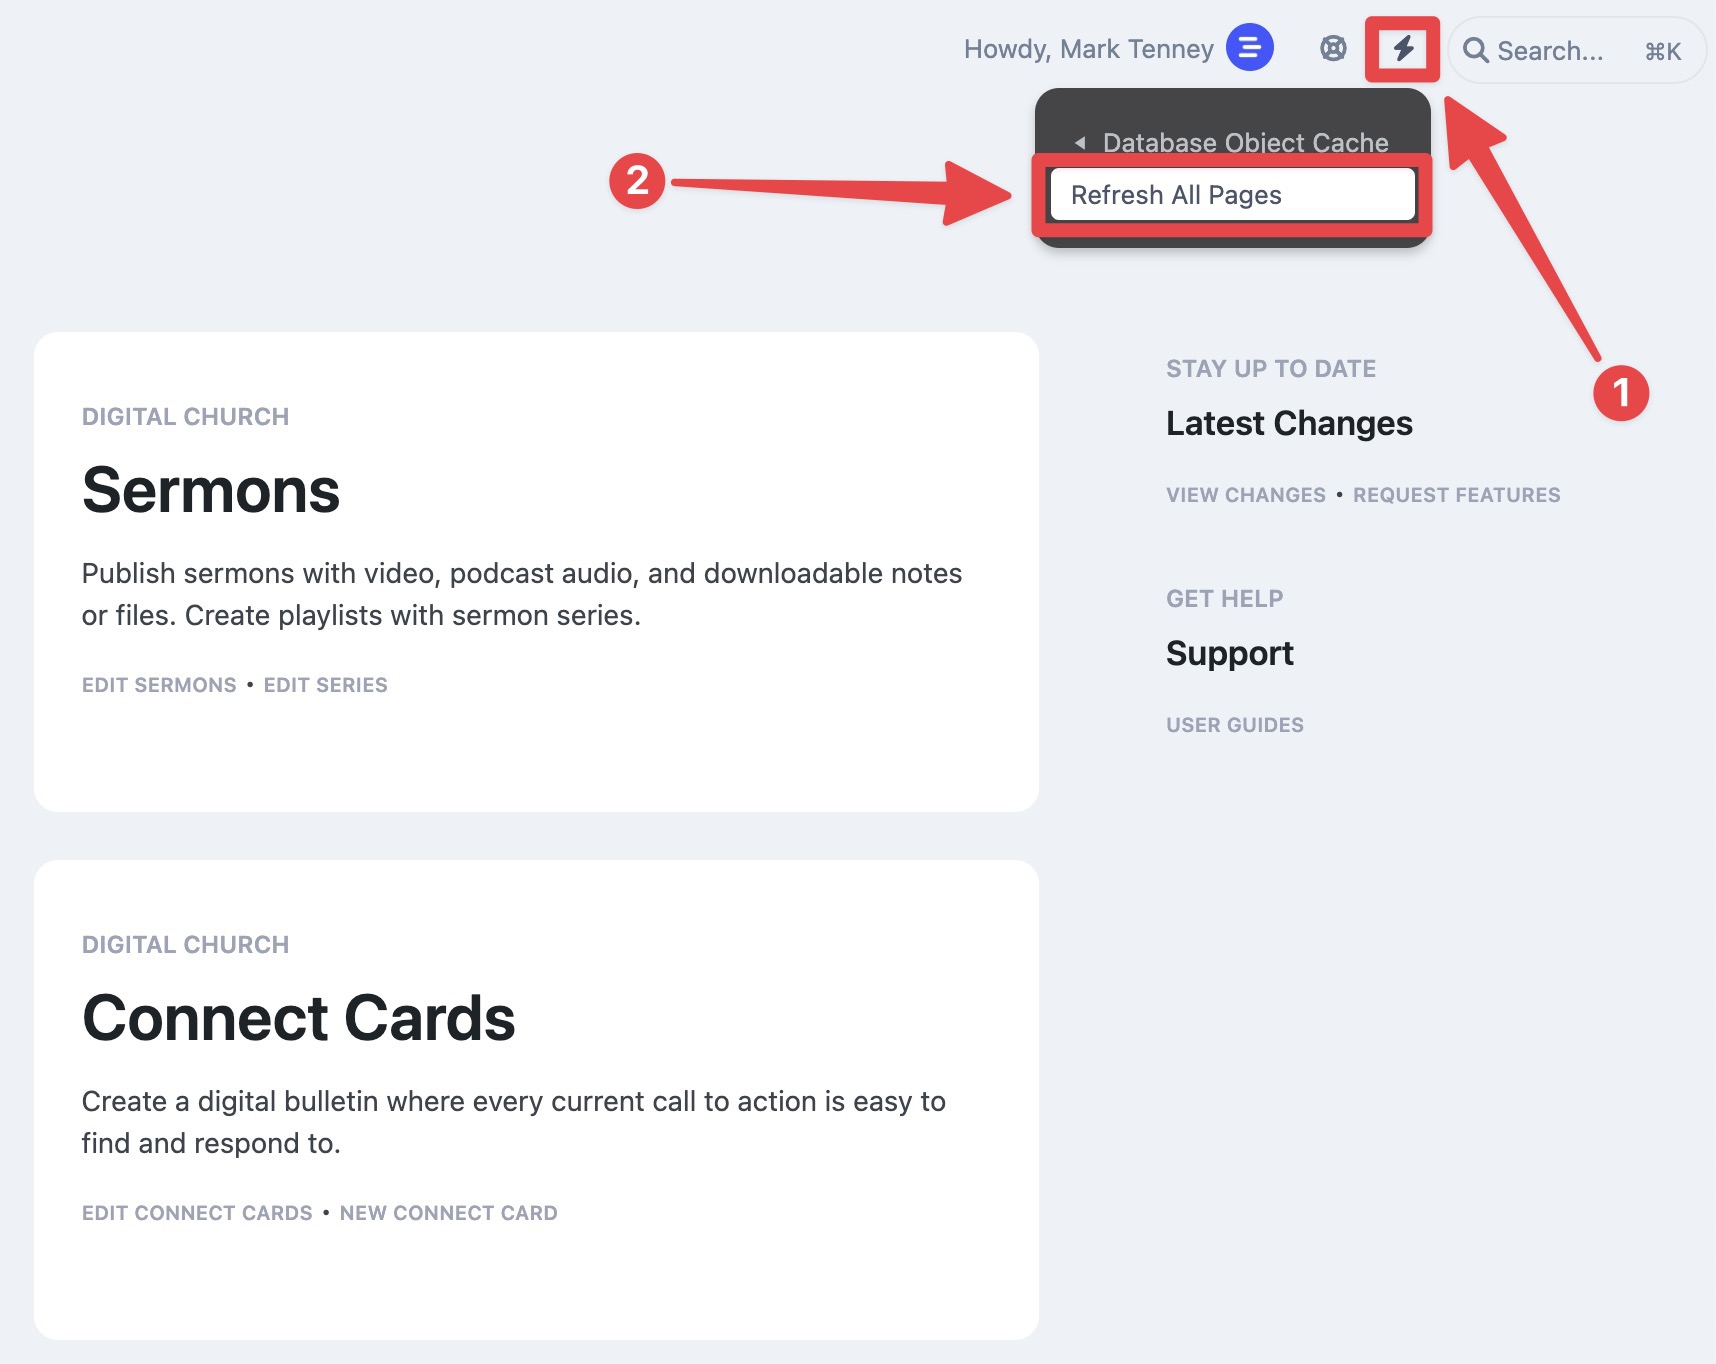 Howdy, Mark Tenney
Search... ⌘K
Database Object Cache
2
Refresh All Pages
1
DIGITAL CHURCH
Sermons
Publish sermons with video, podcast audio, and downloadable notes
or files. Create playlists with sermon series.
EDIT SERMONS • EDIT SERIES
STAY UP TO DATE
Latest Changes
VIEW CHANGES • REQUEST FEATURES
GET HELP
Support
USER GUIDES
DIGITAL CHURCH
Connect Cards
Create a digital bulletin where every current call to action is easy to
find and respond to.
EDIT CONNECT CARDS • NEW CONNECT CARD